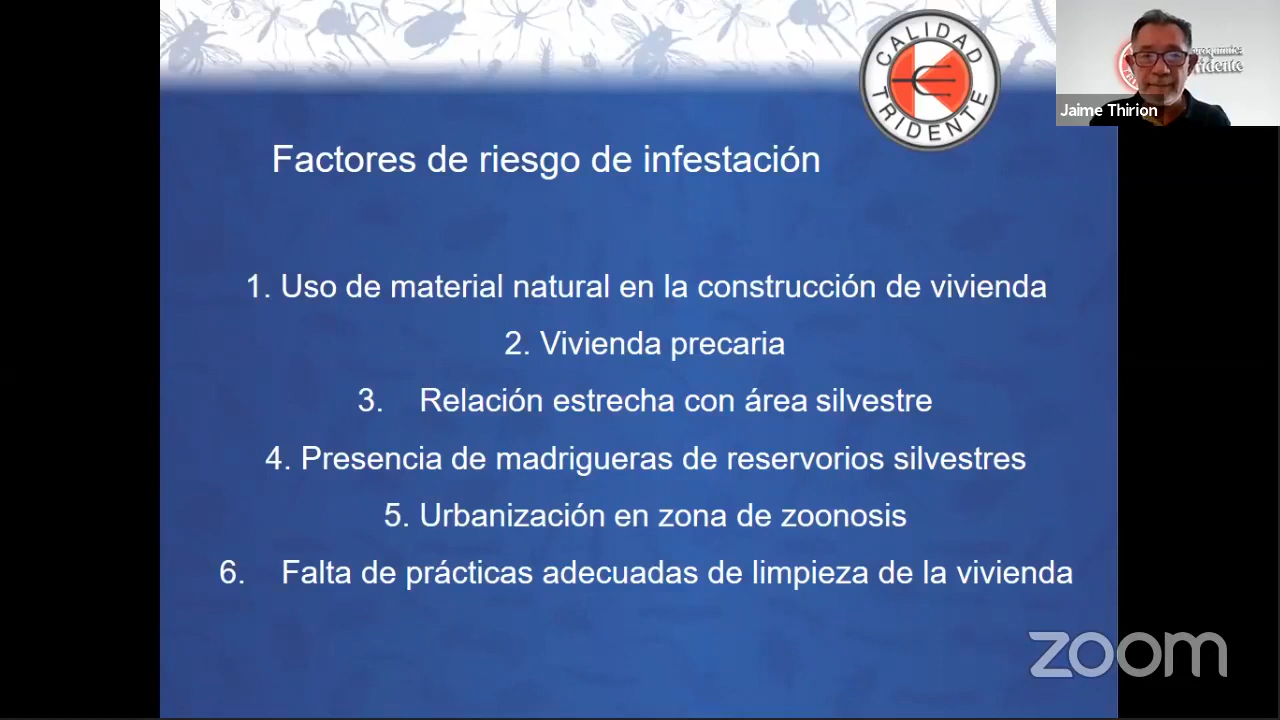 CALIDAD
TRIDENTE
Jaime Thirion
Factores de riesgo de infestación
1. Uso de material natural en la construcción de vivienda
2. Vivienda precaria
3. Relación estrecha con área silvestre
4. Presencia de madrigueras de reservorios silvestres
5. Urbanización en zona de zoonosis
6. Falta de prácticas adecuadas de limpieza de la vivienda
zoom